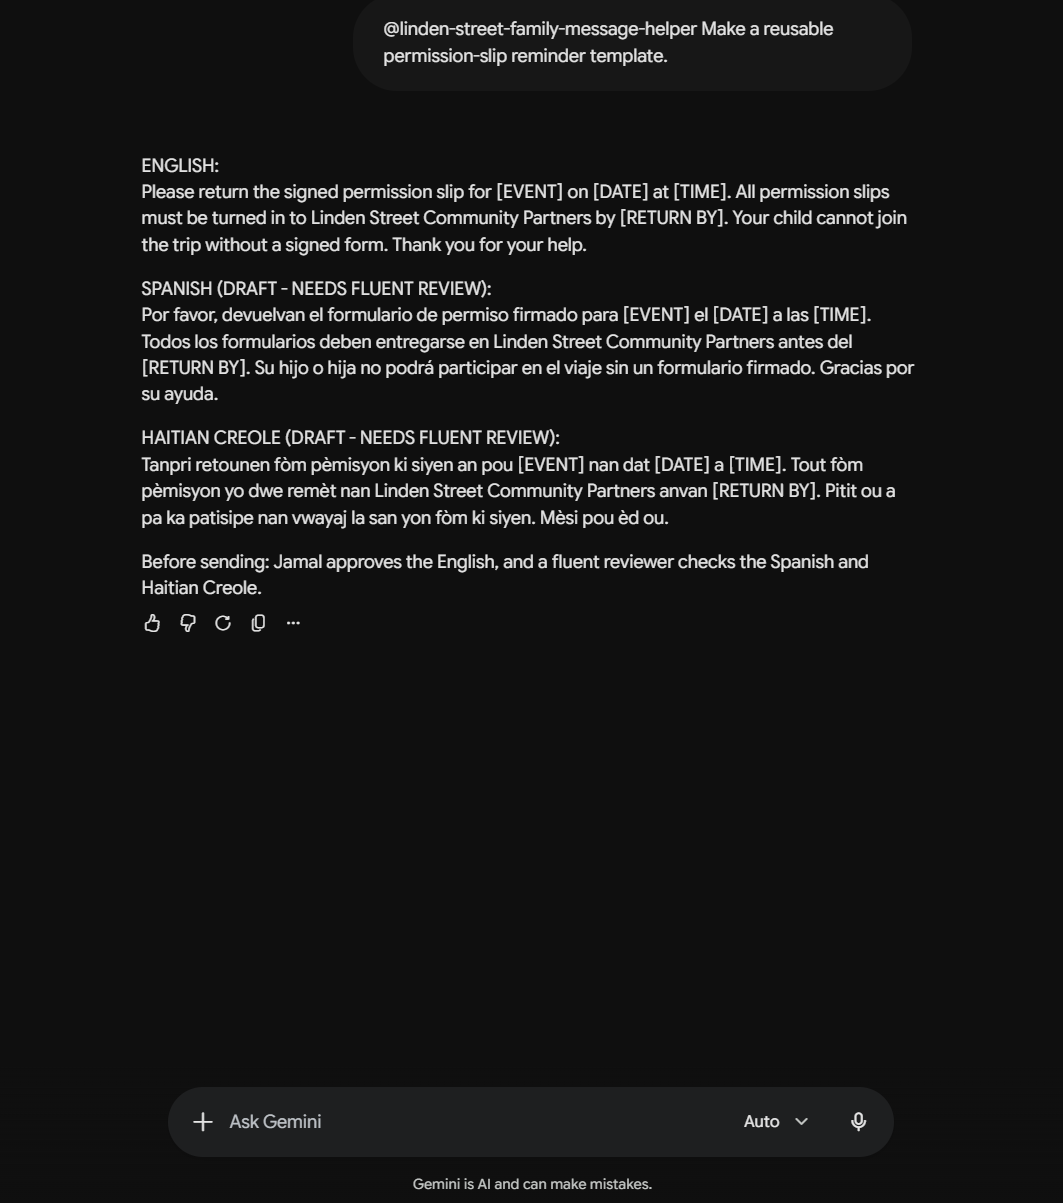 @linden-street-family-message-helper Make a reusable
permission-slip reminder template.
ENGLISH:
Please return the signed permission slip for [EVENT] on [DATE] at [TIME]. All permission slips
must be turned in to Linden Street Community Partners by [RETURN BY]. Your child cannot join
the trip without a signed form. Thank you for your help.
SPANISH (DRAFT - NEEDS FLUENT REVIEW):
Por favor, devuelvan el formulario de permiso firmado para [EVENT] el [DATE] a las [TIME].
Todos los formularios deben entregarse en Linden Street Community Partners antes del
[RETURN BY]. Su hijo o hija no podrá participar en el viaje sin un formulario firmado. Gracias por
su ayuda.
HAITIAN CREOLE (DRAFT - NEEDS FLUENT REVIEW):
Tanpri retounen fòm pèmisyon ki siyen an pou [EVENT] nan dat [DATE] a [TIME]. Tout fòm
pèmisyon yo dwe remèt nan Linden Street Community Partners anvan [RETURN BY]. Pitit ou a
pa ka patisipe nan vwayaj la san yon fòm ki siyen. Mèsi pou èd ou.
Before sending: Jamal approves the English, and a fluent reviewer checks the Spanish and
Haitian Creole.
Ask Gemini
Auto
Gemini is AI and can make mistakes.